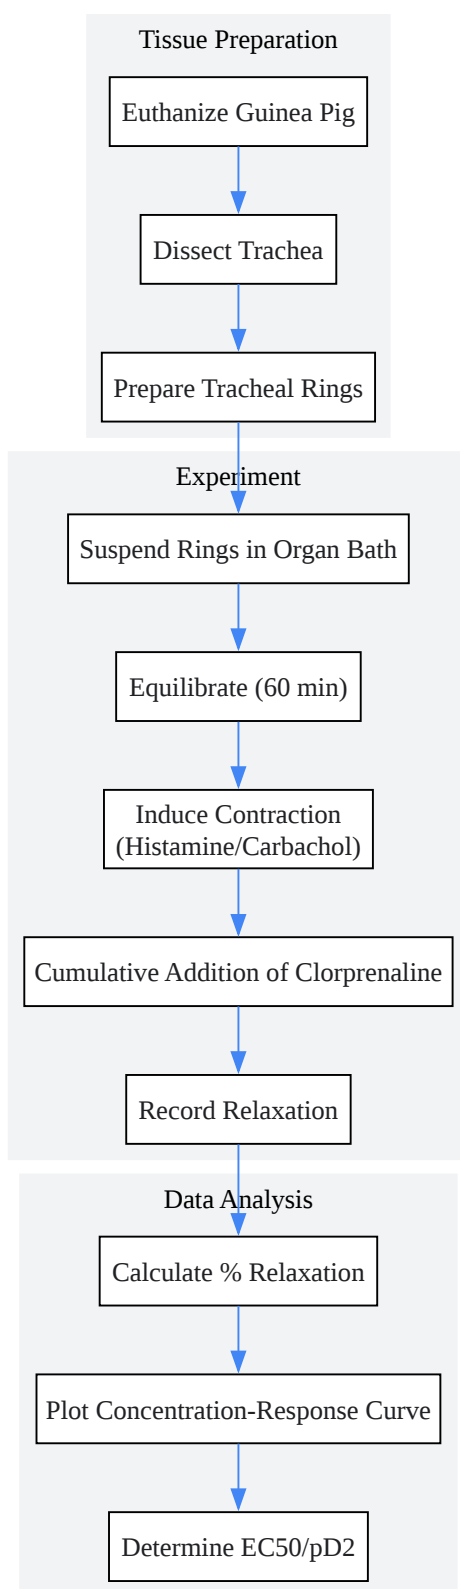 Tissue Preparation
Euthanize Guinea Pig
Dissect Trachea
Prepare Tracheal Rings
Experiment
Suspend Rings in Organ Bath
Equilibrate (60 min)
Induce Contraction
(Histamine/Carbachol)
Cumulative Addition of Clorprenaline
Record Relaxation
Data Analysis
Calculate % Relaxation
Plot Concentration-Response Curve
Determine EC50/pD2